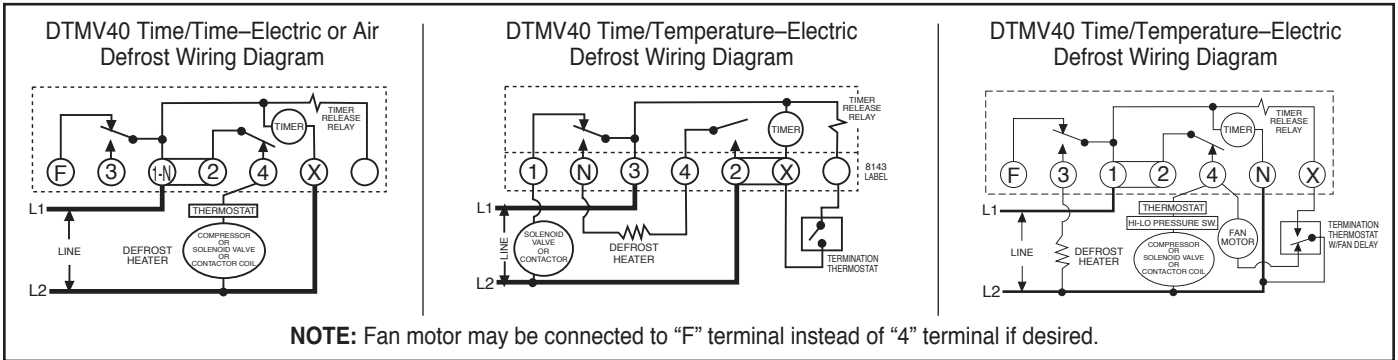 DTMV40 Time/Time–Electric or Air
Defrost Wiring Diagram
TIMER
RELEASE
RELAY
TIMER
F
3
1-N
2
4
X
L1
THERMOSTAT
LINE
DEFROST
HEATER
COMPRESSOR
OR
SOLENOID VALVE
OR
CONTACTOR COIL
L2
DTMV40 Time/Temperature–Electric
Defrost Wiring Diagram
TIMER
RELEASE
RELAY
TIMER
1
N
3
4
2
X
8143
LABEL
L1
LINE
SOLENOID
VALVE
OR
CONTACTOR
DEFROST
HEATER
TERMINATION
THERMOSTAT
L2
DTMV40 Time/Temperature–Electric
Defrost Wiring Diagram
TIMER
RELEASE
RELAY
TIMER
F
3
1
2
4
N
X
L1
THERMOSTAT
HI-LO PRESSURE SW.
LINE
DEFROST
HEATER
COMPRESSOR
OR
SOLENOID VALVE
OR
CONTACTOR COIL
FAN
MOTOR
TERMINATION
THERMOSTAT
W/FAN DELAY
L2
NOTE: Fan motor may be connected to “F” terminal instead of “4” terminal if desired.